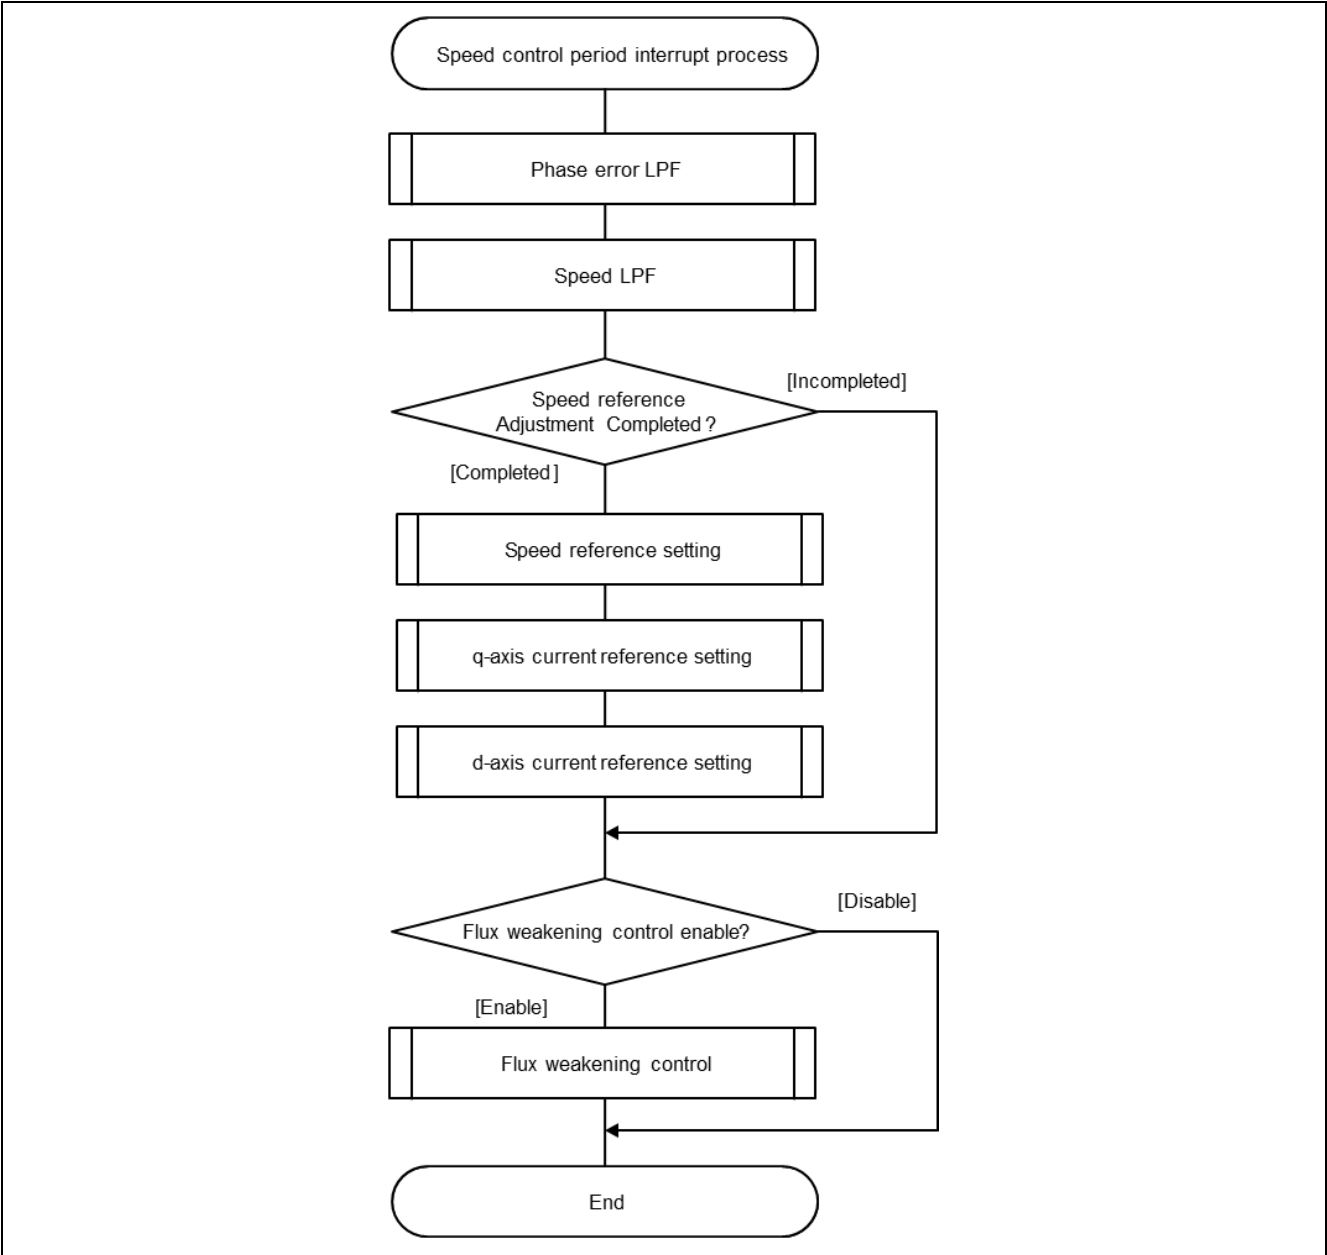 Speed control period interrupt process
Phase error LPF
Speed LPF
[Incompleted]
Speed reference
Adjustment Completed ?
[Completed]
Speed reference setting
q-axis current reference setting
d-axis current reference setting
[Disable]
Flux weakening control enable?
[Enable]
Flux weakening control
End